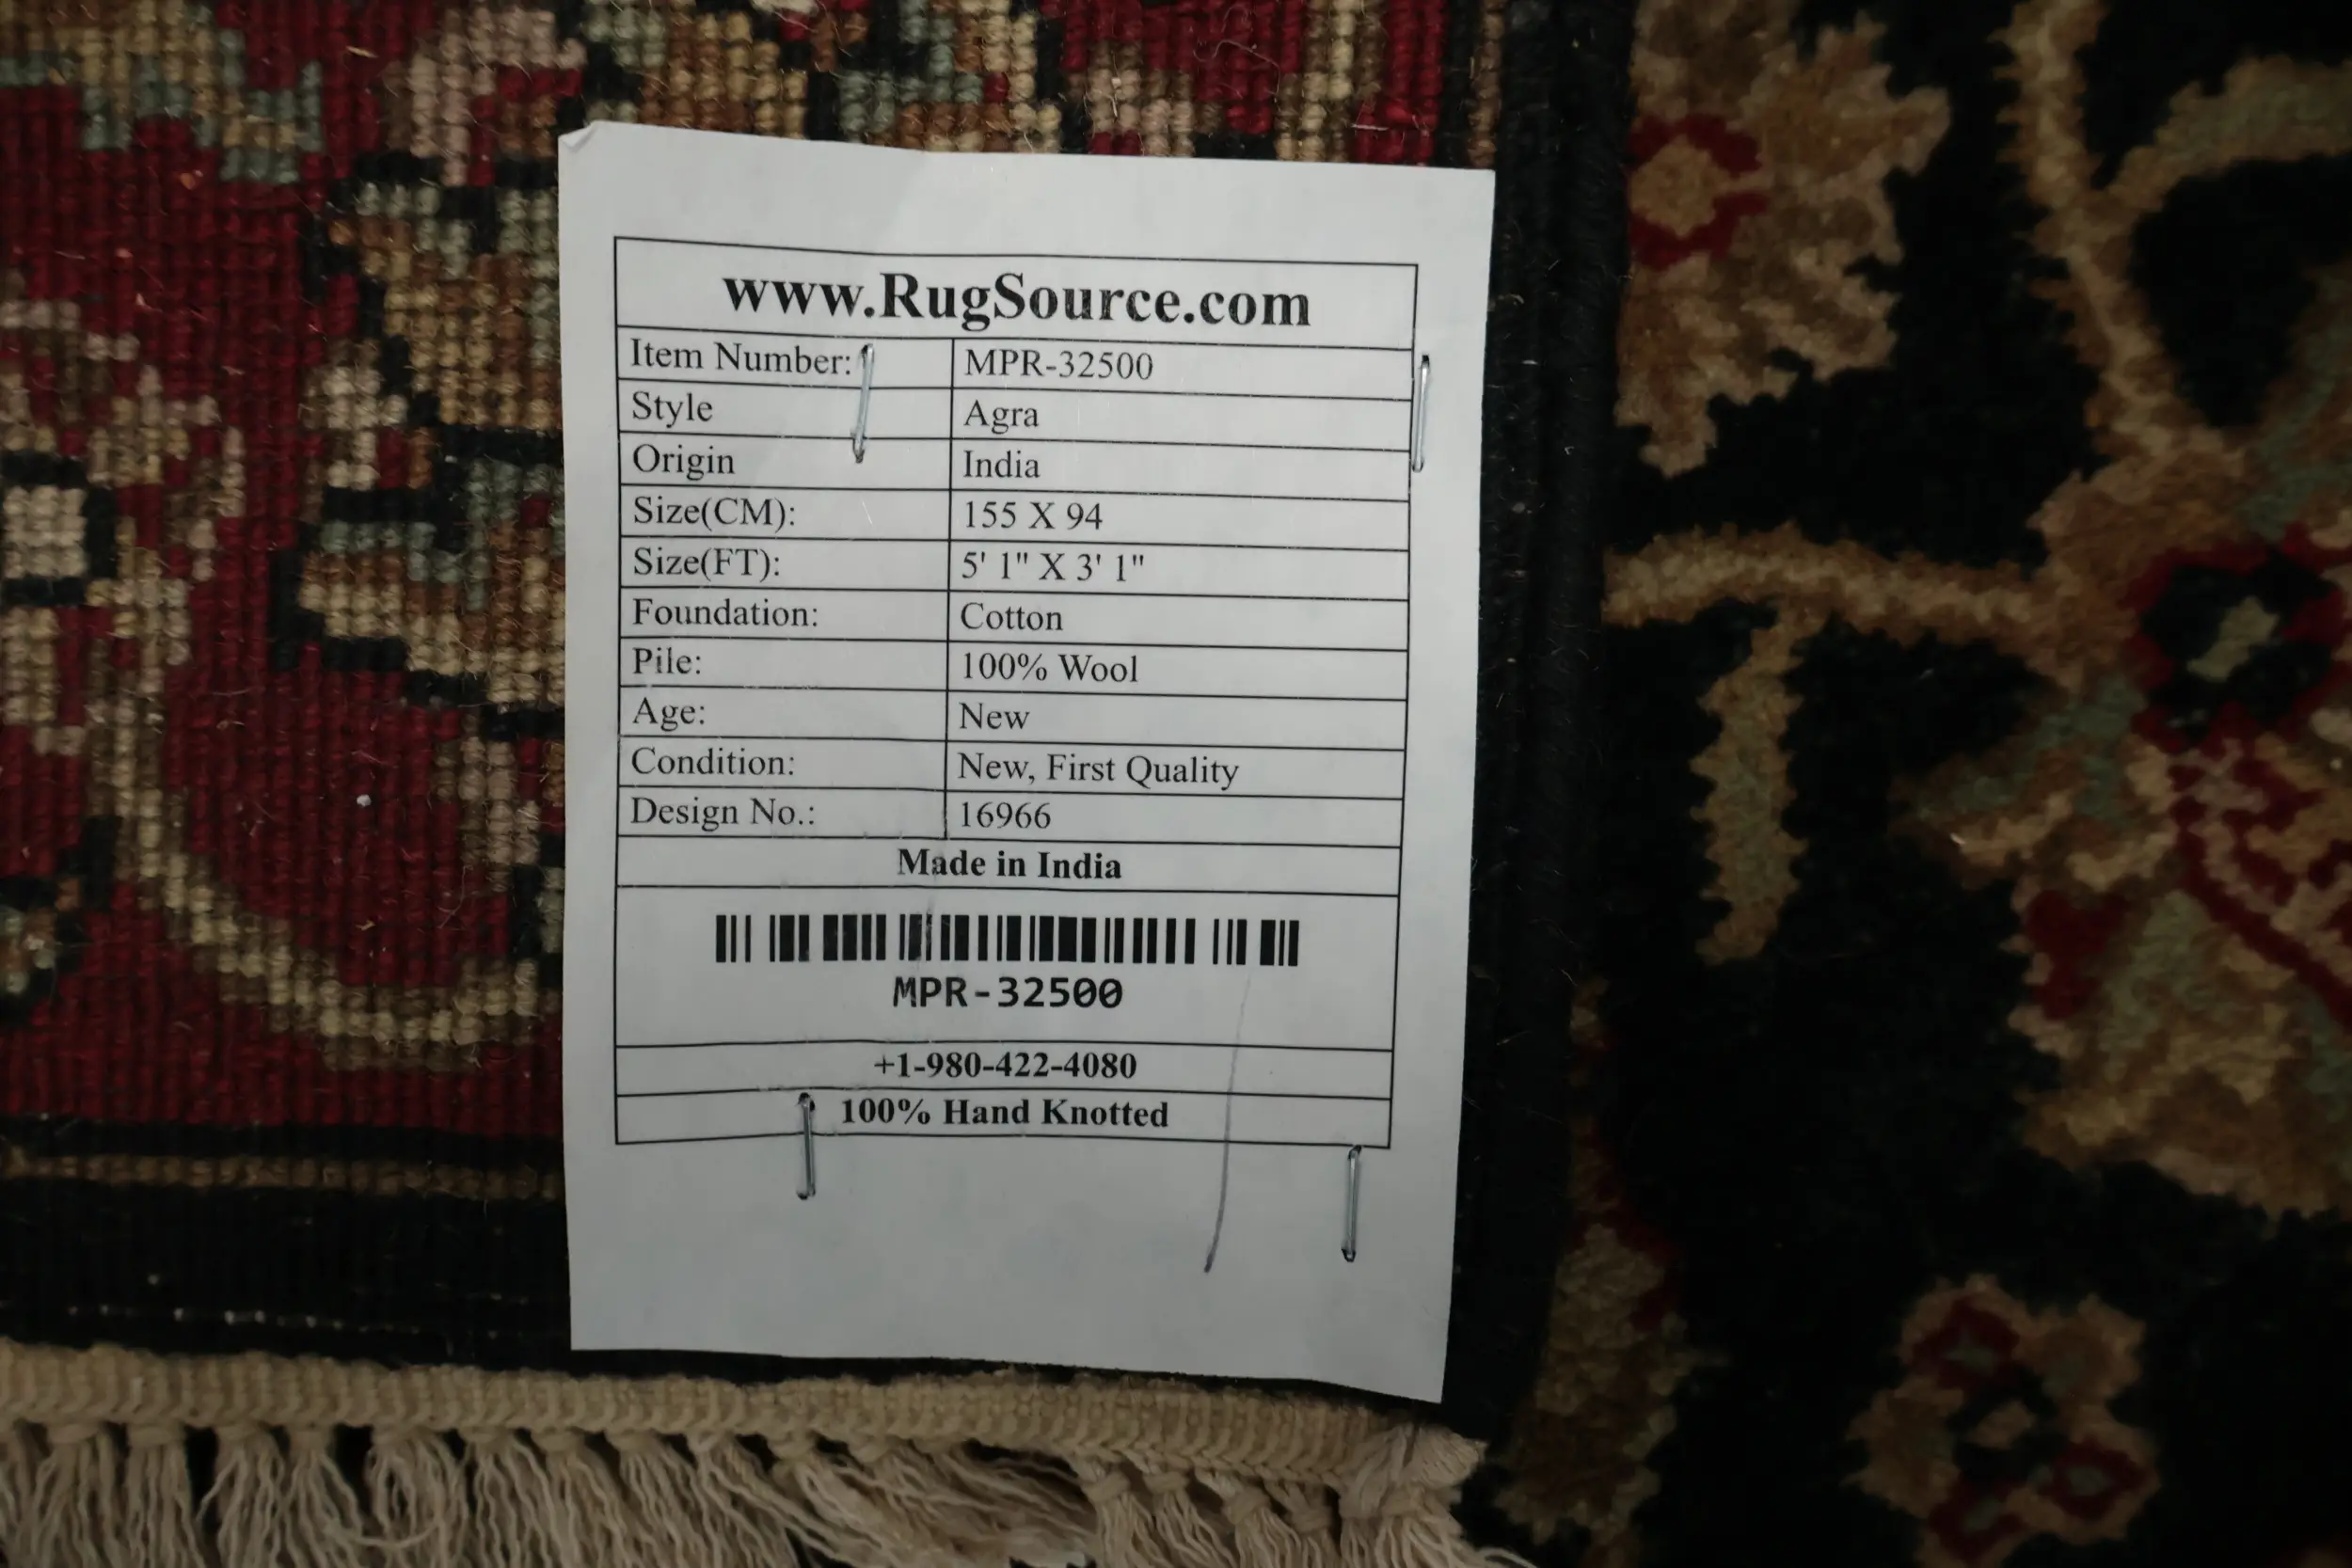 www.RugSource.com
Item Number: MPR-32500
Style Agra
Origin India
Size(CM): 155 X 94
Size(FT): 5' 1" X 3' 1"
Foundation: Cotton
Pile: 100% Wool
Age: New
Condition: New, First Quality
Design No.: 16966
Made in India
MPR-32500
+1-980-422-4080
100% Hand Knotted